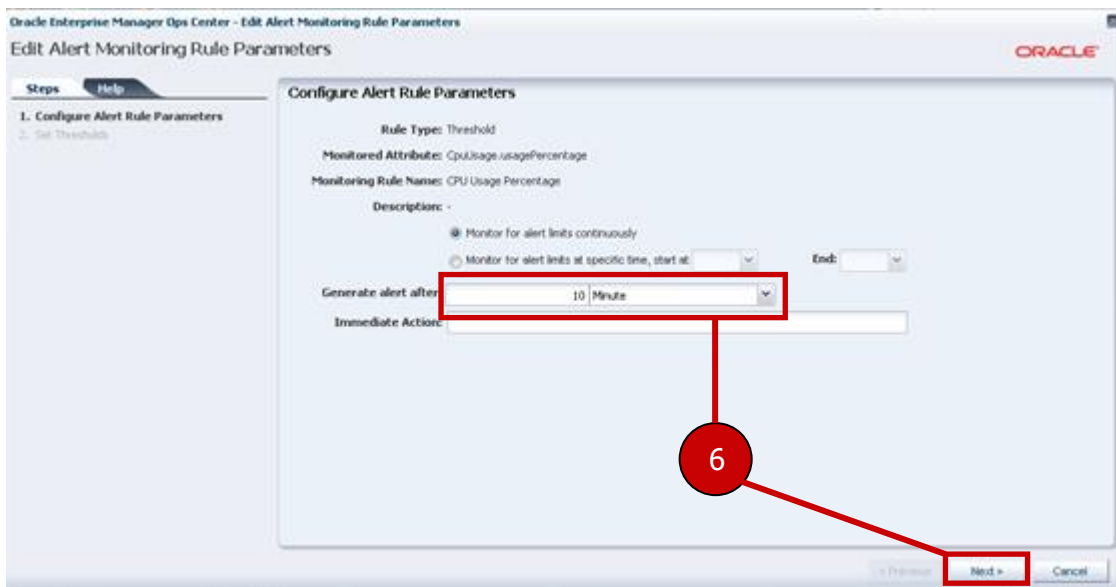 Oracle Enterprise Manager Ops Center - Edit Alert Monitoring Rule Parameters
Edit Alert Monitoring Rule Parameters
ORACLE
Steps Help
1. Configure Alert Rule Parameters
2. Set Thresholds
Configure Alert Rule Parameters
Rule Type: Threshold
Monitored Attribute: CpuUsage.usagePercentage
Monitoring Rule Name: CPU Usage Percentage
Description: -
Monitor for alert limits continuously
Monitor for alert limits at specific time, start at End:
Generate alert after 10 Minute
Immediate Action:
6
< Previous Next > Cancel